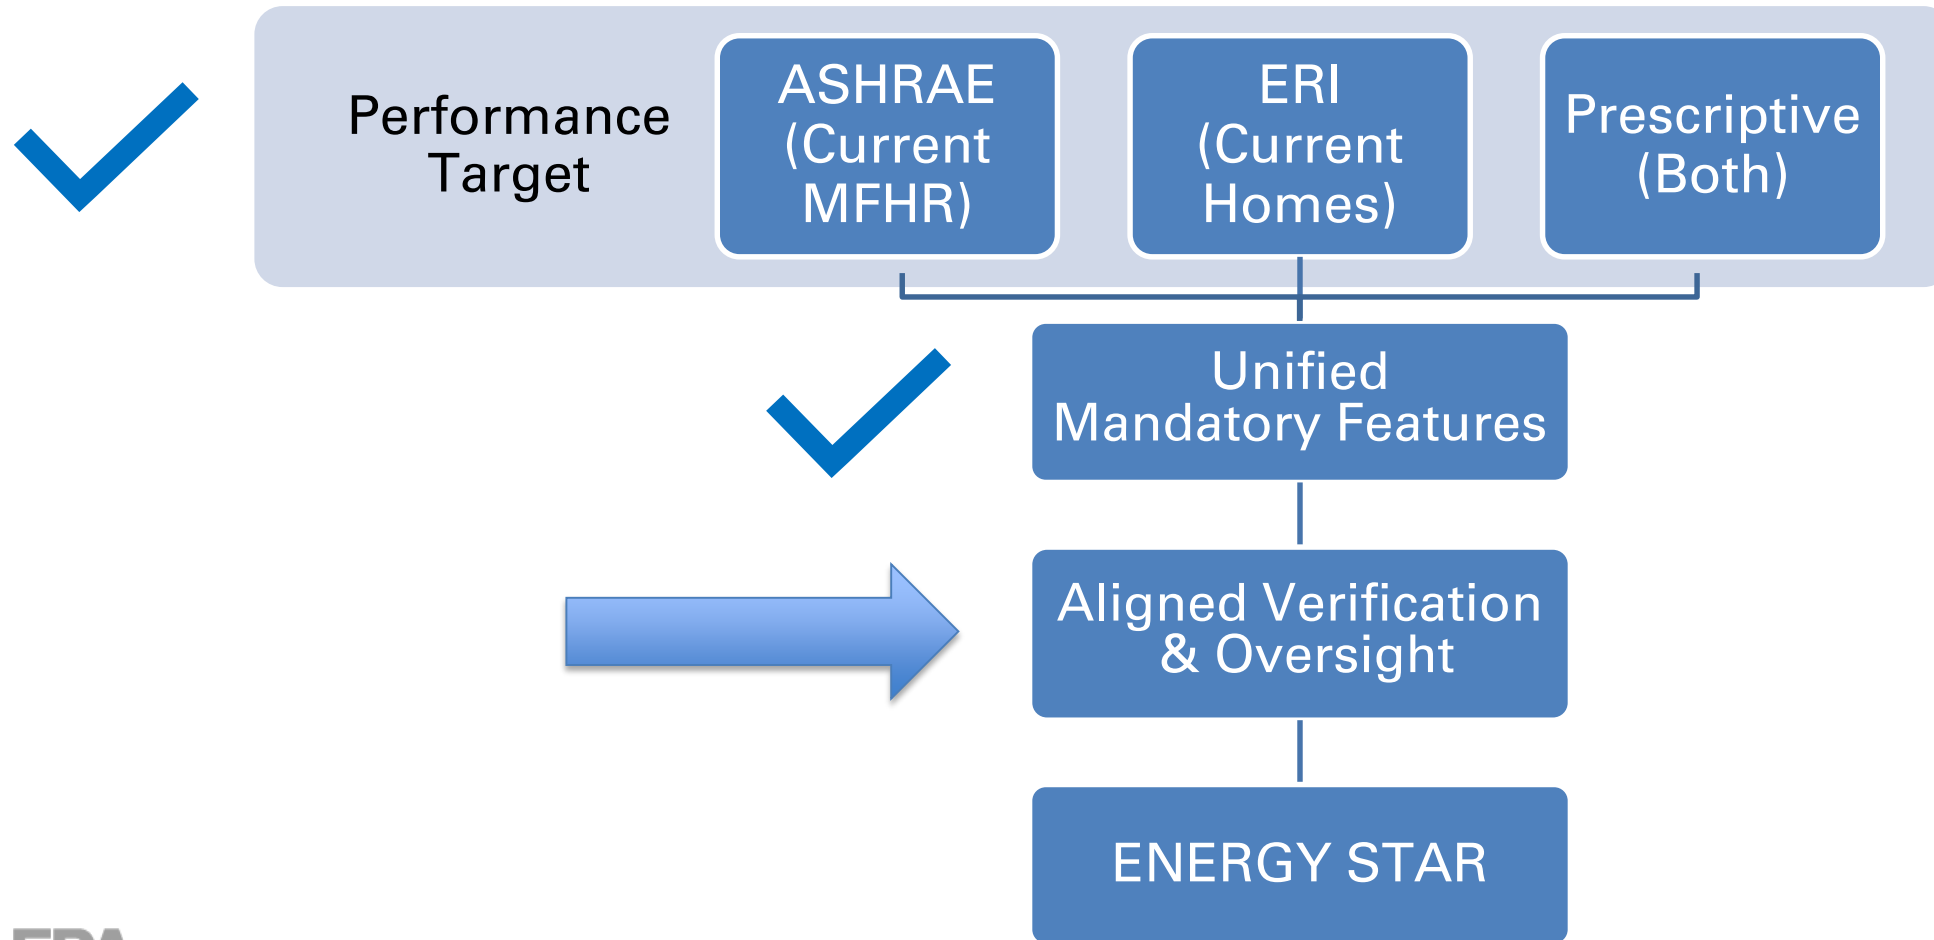 Performance
Target
ASHRAE
(Current
MFHR)
ERI
(Current
Homes)
Prescriptive
(Both)
Unified
Mandatory Features
Aligned Verification
& Oversight
ENERGY STAR